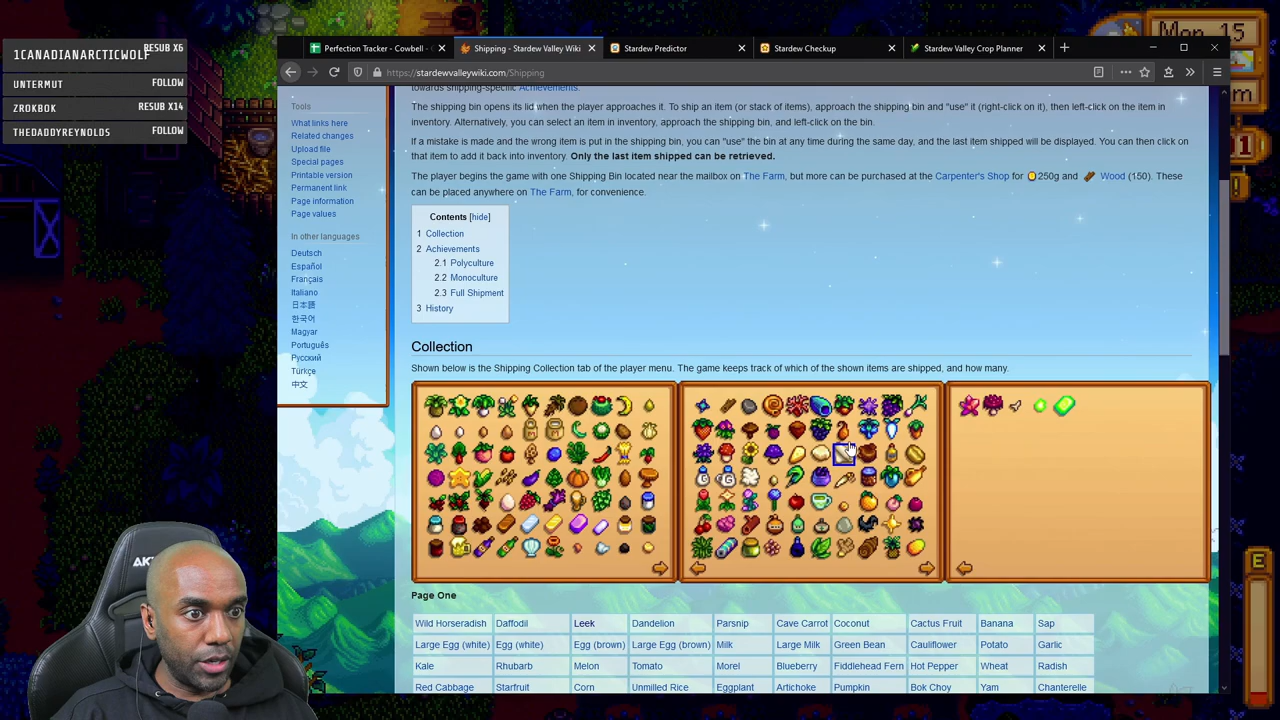 1CANADIANARCTICWOLF RESUB X6
UNTERMUT FOLLOW
ZROKBOK RESUB X14
THEDADDYREYNOLDS FOLLOW
Perfection Tracker - Cowbell -
Shipping - Stardew Valley Wiki
Stardew Predictor
Stardew Checkup
Stardew Valley Crop Planner
https://stardewvalleywiki.com/Shipping
Mon. 15
Tools
What links here
Related changes
Upload file
Special pages
Printable version
Permanent link
Page information
Page values
In other languages
Deutsch
Español
Français
Italiano
日本語
한국어
Magyar
Português
Русский
Türkçe
中文
towards shipping-specific Achievements.
The shipping bin opens its lid when the player approaches it. To ship an item (or stack of items), approach the shipping bin and "use" it (right-click on it), then left-click on the item in
inventory. Alternatively, you can select an item in inventory, approach the shipping bin, and left-click on the bin.
If a mistake is made and the wrong item is put in the shipping bin, you can "use" the bin at any time during the same day, and the last item shipped will be displayed. You can then click on
that item to add it back into inventory. Only the last item shipped can be retrieved.
The player begins the game with one Shipping Bin located near the mailbox on The Farm, but more can be purchased at the Carpenter's Shop for 250g and Wood (150). These
can be placed anywhere on The Farm, for convenience.
Contents [hide]
1 Collection
2 Achievements
2.1 Polyculture
2.2 Monoculture
2.3 Full Shipment
3 History
Collection
Shown below is the Shipping Collection tab of the player menu. The game keeps track of which of the shown items are shipped, and how many.
Page One
Wild Horseradish Daffodil Leek Dandelion Parsnip Cave Carrot Coconut Cactus Fruit Banana Sap
Large Egg (white) Egg (white) Egg (brown) Large Egg (brown) Milk Large Milk Green Bean Cauliflower Potato Garlic
Kale Rhubarb Melon Tomato Morel Blueberry Fiddlehead Fern Hot Pepper Wheat Radish
Red Cabbage Starfruit Corn Unmilled Rice Eggplant Artichoke Pumpkin Bok Choy Yam Chanterelle
E